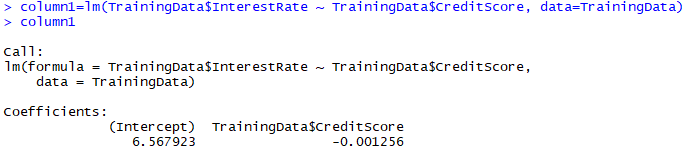 > column1=lm(TrainingData$InterestRate ~ TrainingData$CreditScore, data=TrainingData)
> column1
Call:
lm(formula = TrainingData$InterestRate ~ TrainingData$CreditScore,
    data = TrainingData)
Coefficients:
             (Intercept)  TrainingData$CreditScore
                6.567923                 -0.001256